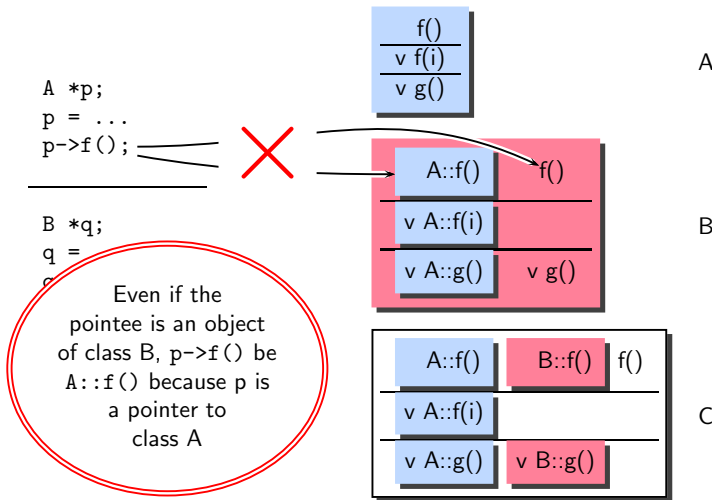 A *p;
p = ...
p->f();
B *q;
q =
Even if the
pointee is an object
of class B, p->f() be
A::f() because p is
a pointer to
class A
f()
v f(i)
v g()
A
A::f() f()
v A::f(i)
v A::g() v g()
B
A::f() B::f() f()
v A::f(i)
v A::g() v B::g()
C